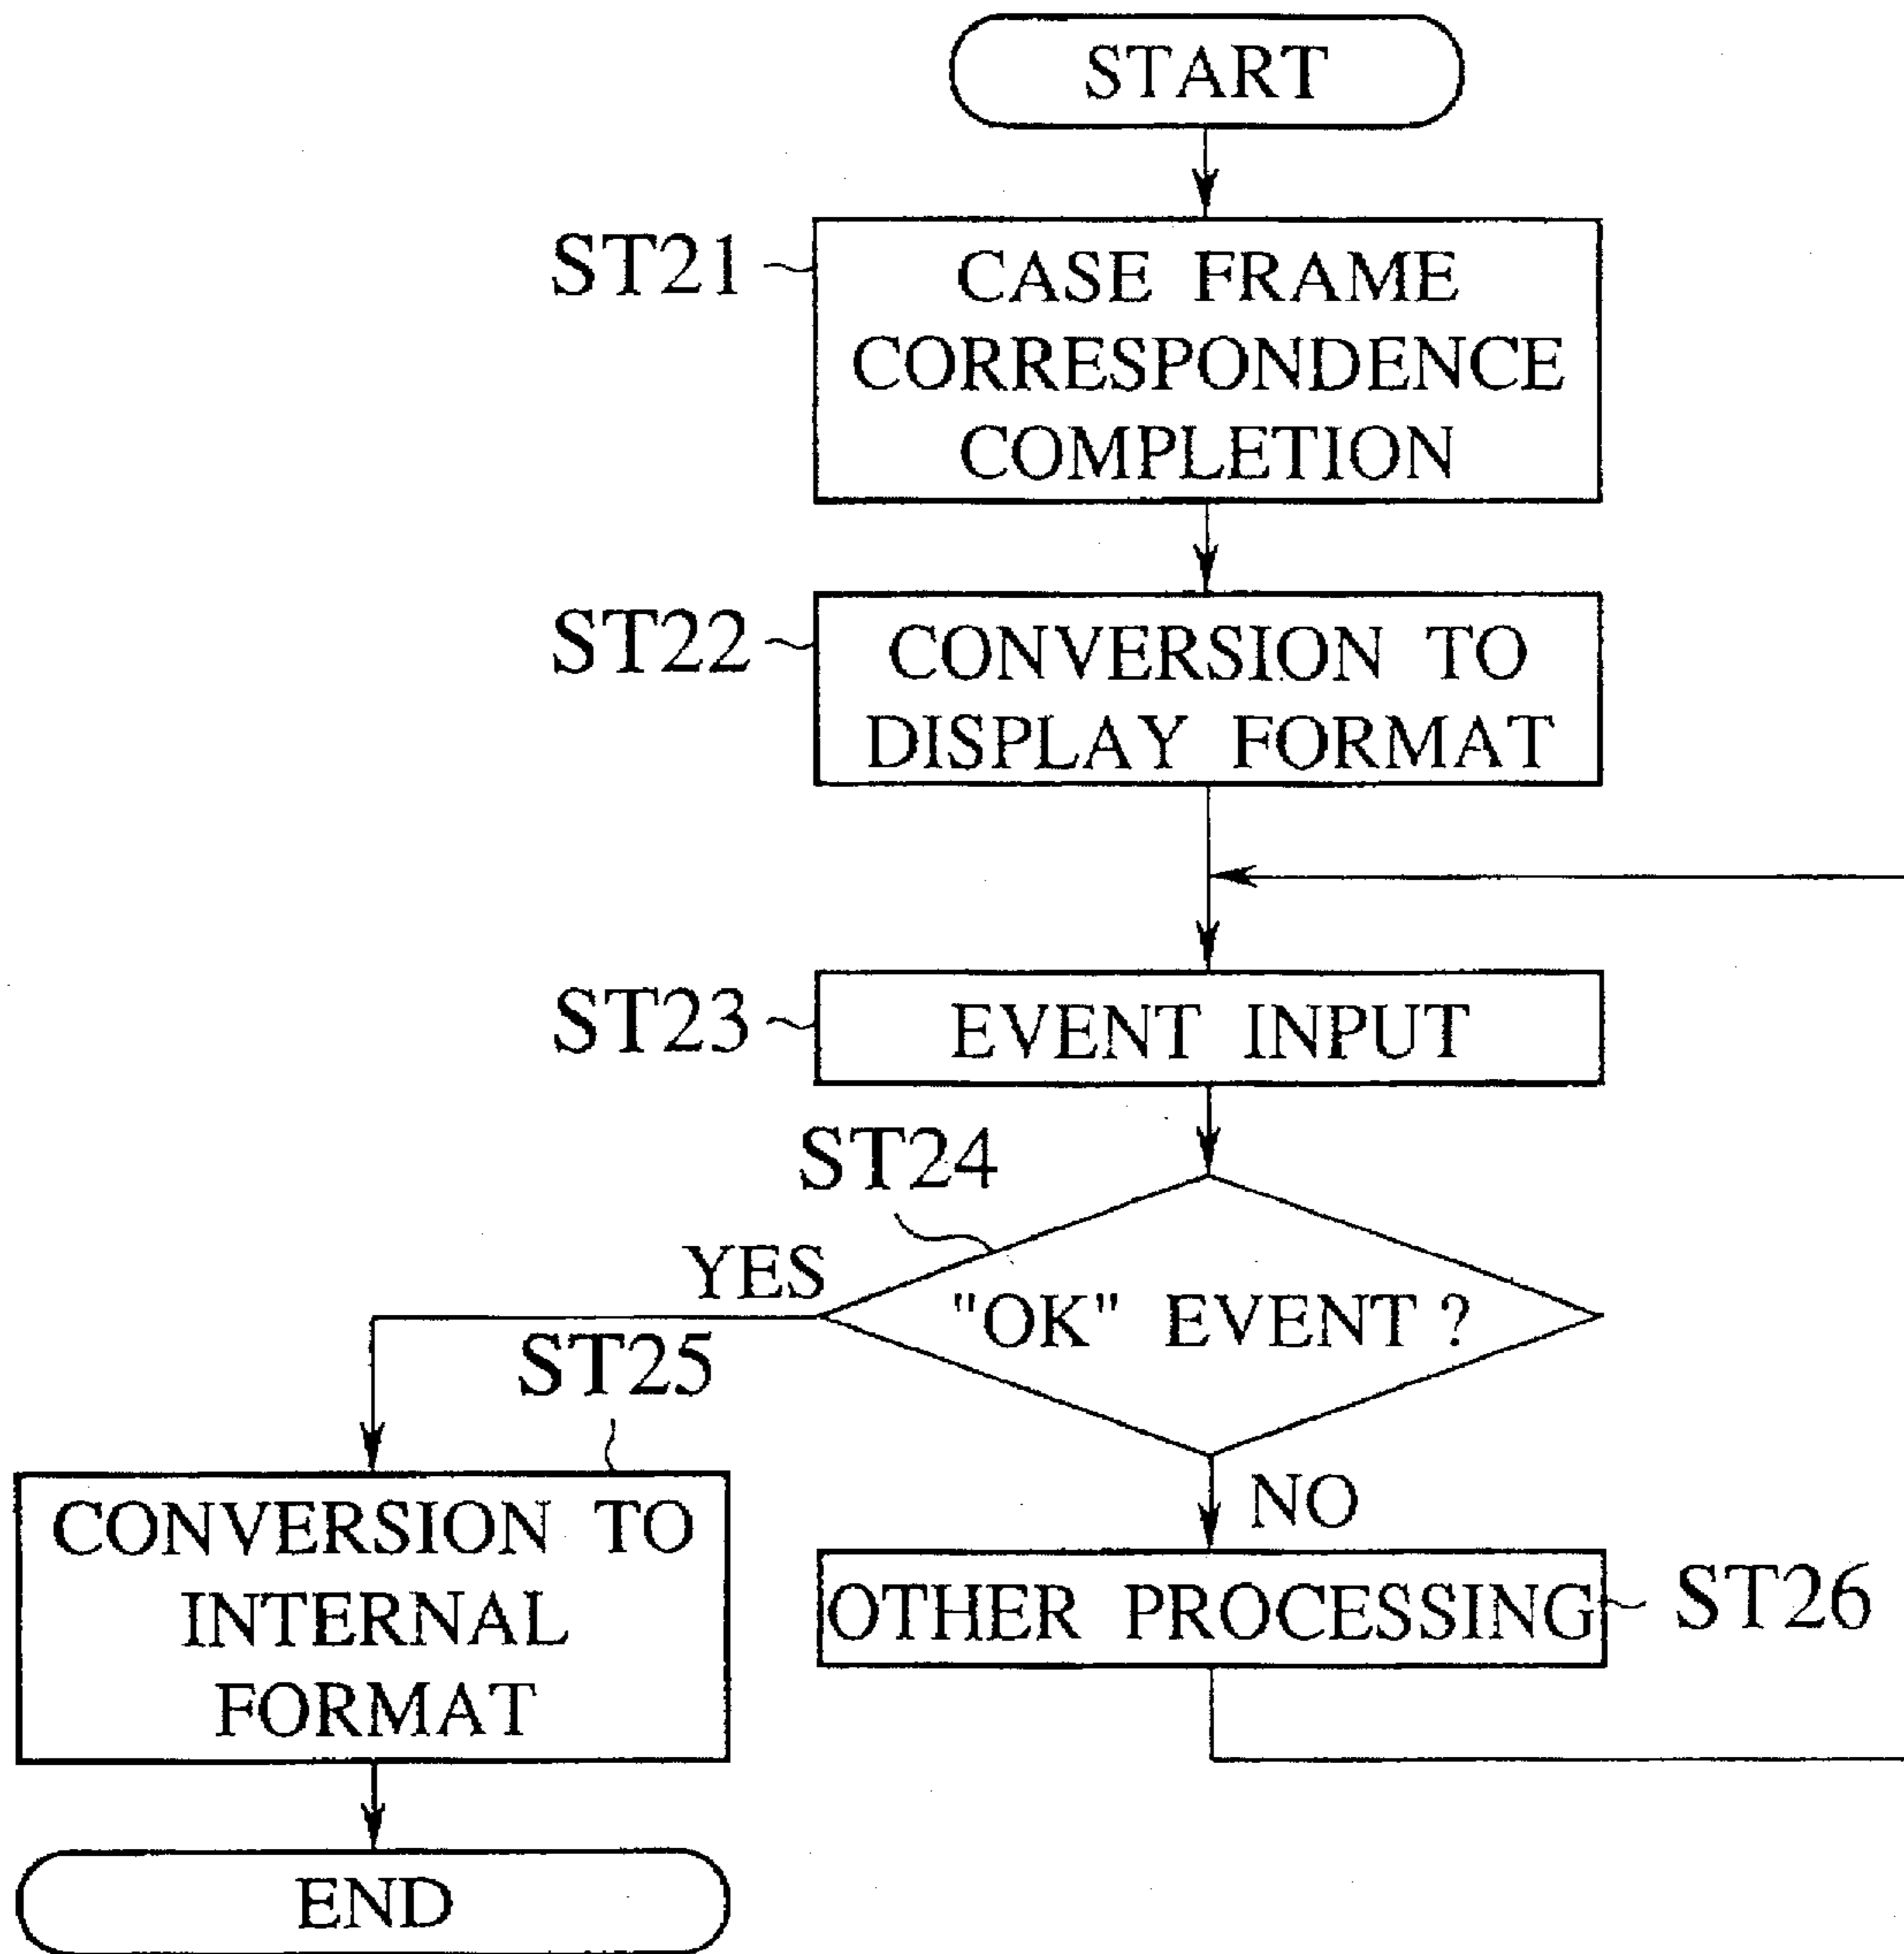 START
ST21
CASE FRAME
CORRESPONDENCE
COMPLETION
ST22
CONVERSION TO
DISPLAY FORMAT
ST23
EVENT INPUT
ST24
"OK" EVENT ?
YES
ST25
CONVERSION TO
INTERNAL
FORMAT
NO
OTHER PROCESSING
ST26
END